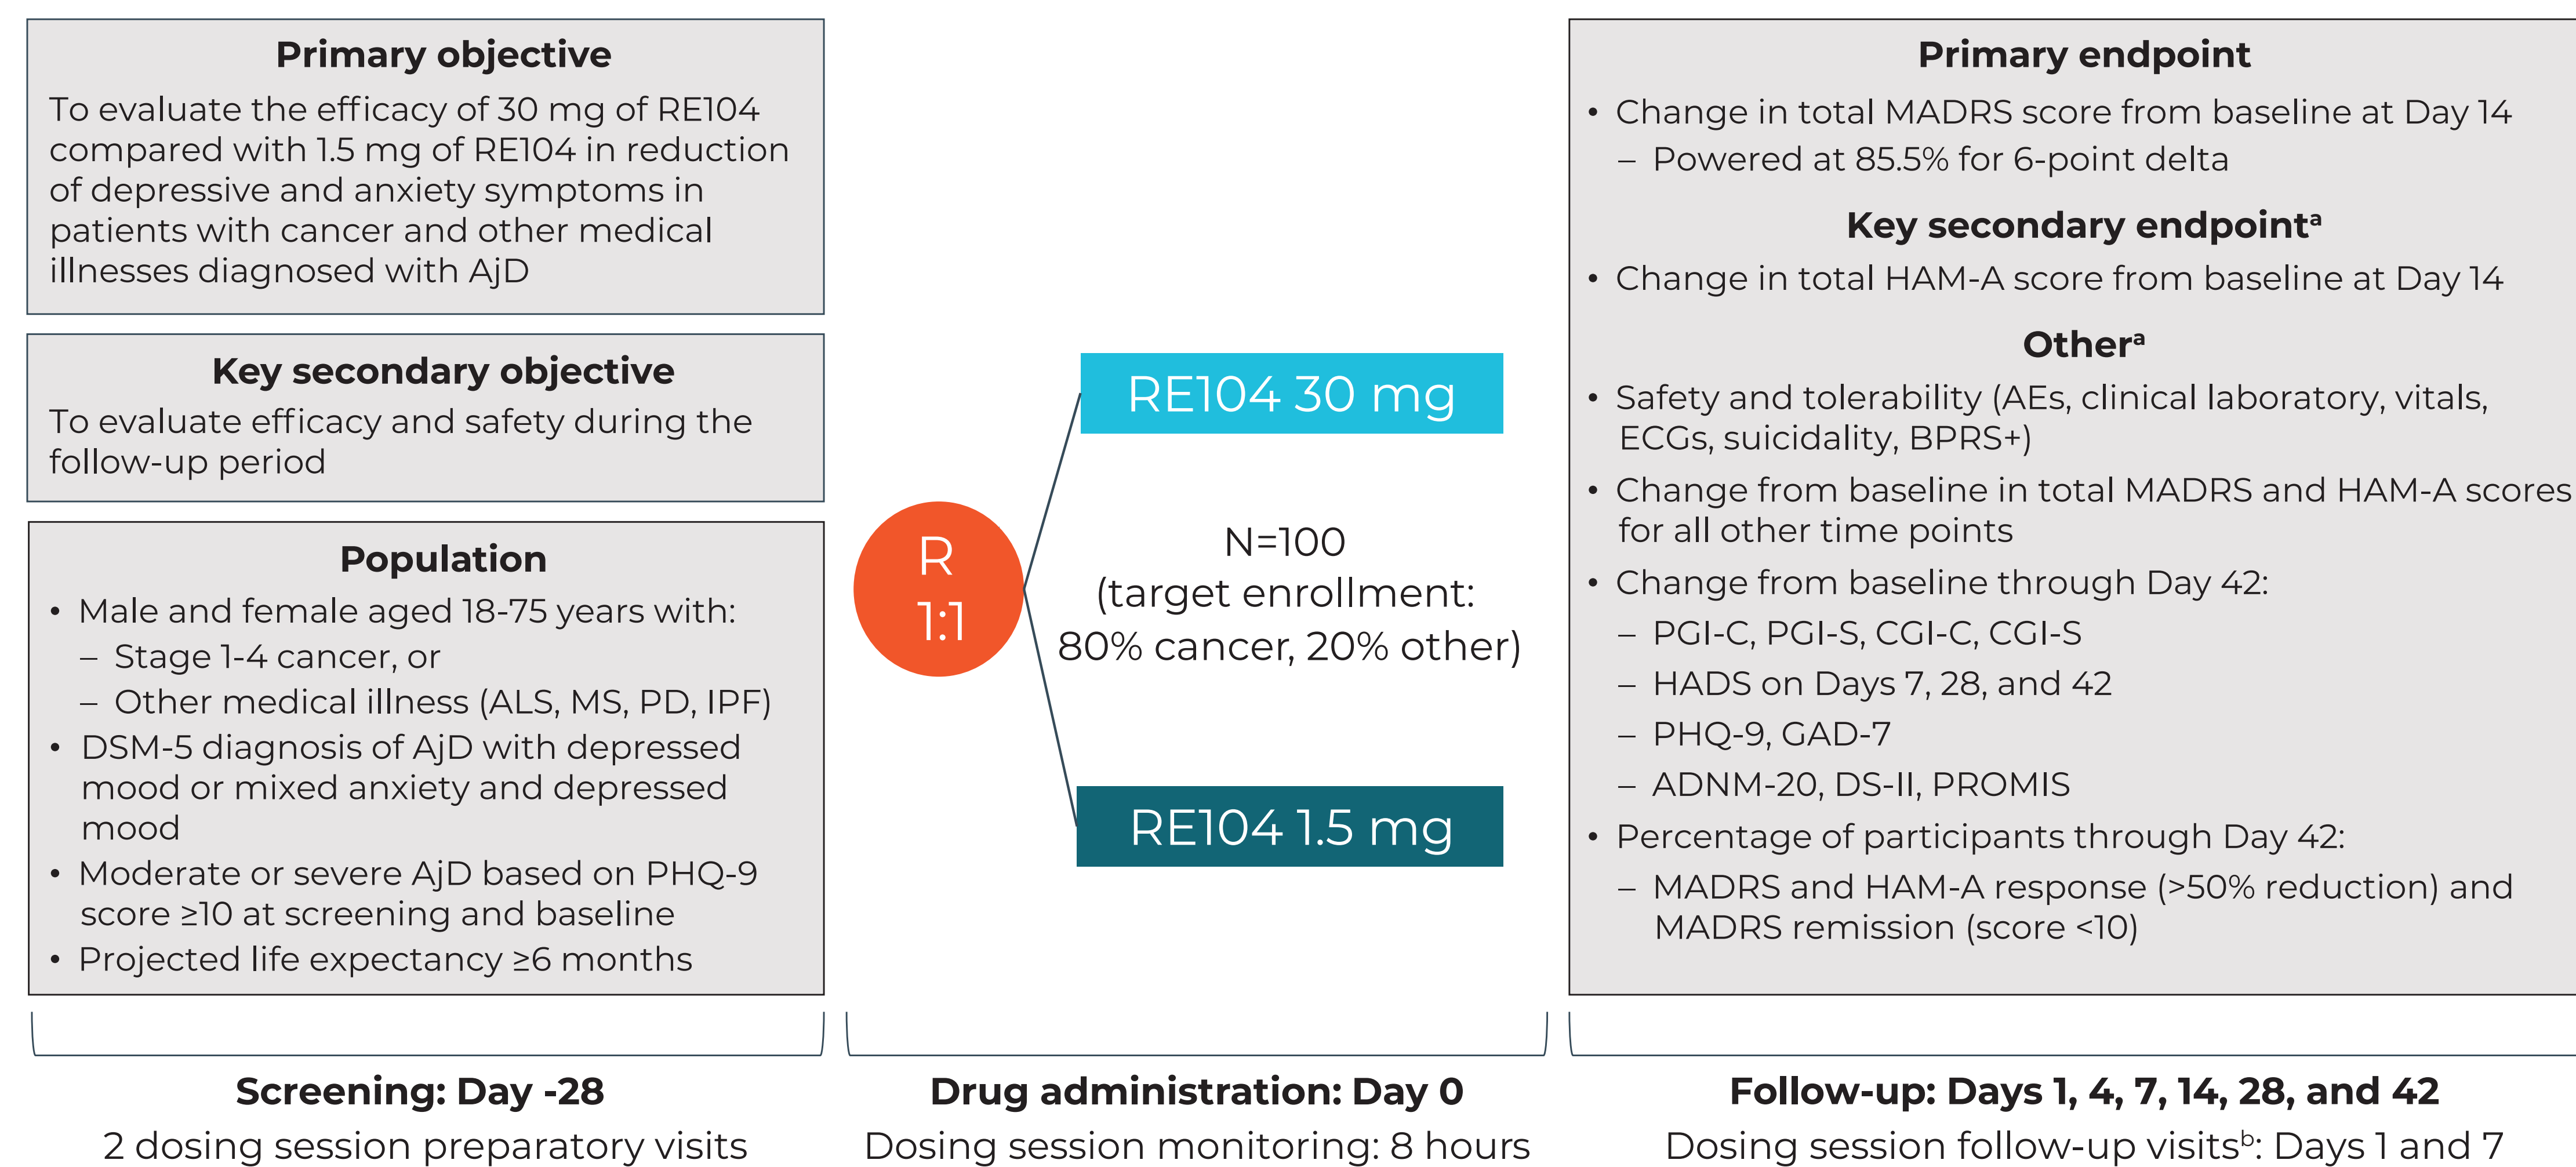 Primary objective
To evaluate the efficacy of 30 mg of RE104
compared with 1.5 mg of RE104 in reduction
of depressive and anxiety symptoms in
patients with cancer and other medical
illnesses diagnosed with AjD
Key secondary objective
To evaluate efficacy and safety during the
follow-up period
Population
• Male and female aged 18-75 years with:
– Stage 1-4 cancer, or
– Other medical illness (ALS, MS, PD, IPF)
• DSM-5 diagnosis of AjD with depressed
mood or mixed anxiety and depressed
mood
• Moderate or severe AjD based on PHQ-9
score ≥10 at screening and baseline
• Projected life expectancy ≥6 months
Screening: Day -28
2 dosing session preparatory visits
R
1:1
RE104 30 mg
N=100
(target enrollment:
80% cancer, 20% other)
RE104 1.5 mg
Drug administration: Day 0
Dosing session monitoring: 8 hours
Primary endpoint
• Change in total MADRS score from baseline at Day 14
– Powered at 85.5% for 6-point delta
Key secondary endpointᵃ
• Change in total HAM-A score from baseline at Day 14
Otherᵃ
• Safety and tolerability (AEs, clinical laboratory, vitals,
ECGs, suicidality, BPRS+)
• Change from baseline in total MADRS and HAM-A scores
for all other time points
• Change from baseline through Day 42:
– PGI-C, PGI-S, CGI-C, CGI-S
– HADS on Days 7, 28, and 42
– PHQ-9, GAD-7
– ADNM-20, DS-II, PROMIS
• Percentage of participants through Day 42:
– MADRS and HAM-A response (>50% reduction) and
MADRS remission (score <10)
Follow-up: Days 1, 4, 7, 14, 28, and 42
Dosing session follow-up visitsᵇ: Days 1 and 7